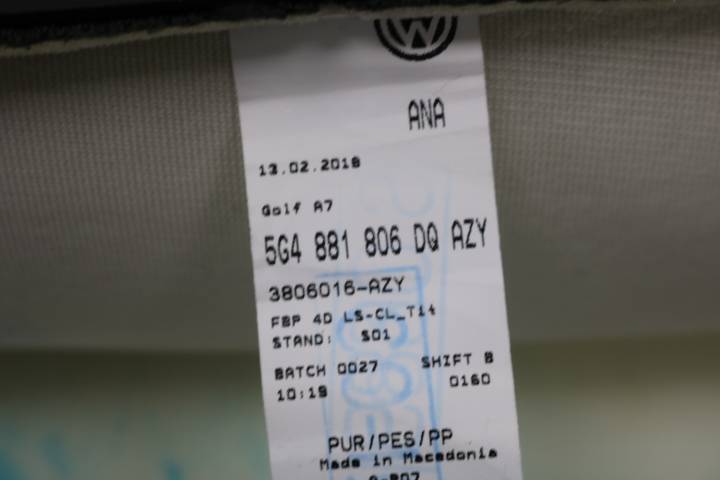 ANA
13.02.2018
Golf A7
5G4 881 806 DQ AZY
3806016-AZY
FBP 4D LS-CL_T14
STAND: S01
BATCH 0027 SHIFT B
10:19 0160
PUR/PES/PP
Made in Macedonia